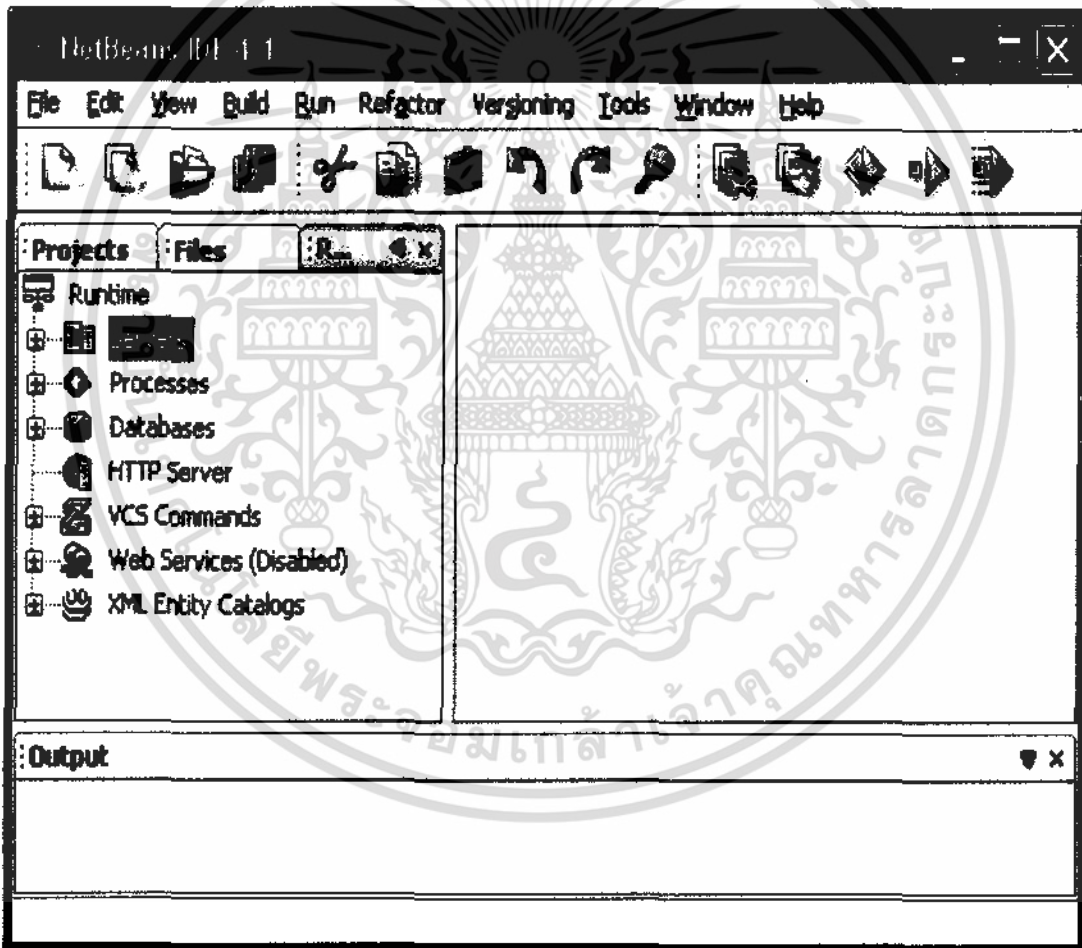 NetBeans IDE 4.1
File Edit View Build Run Refactor Versioning Tools Window Help
Projects Files R...
Runtime
Processes
Databases
HTTP Server
VCS Commands
Web Services (Disabled)
XML Entity Catalogs
Output